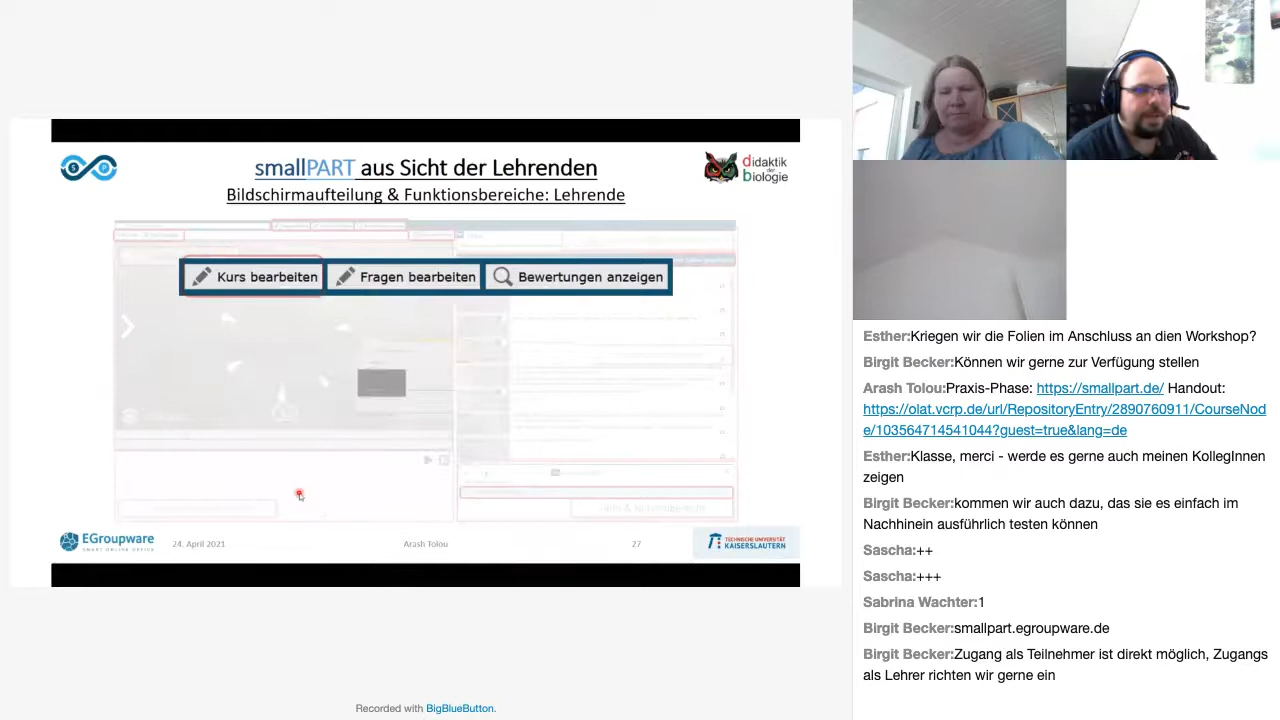 smallPART aus Sicht der Lehrenden
Bildschirmaufteilung & Funktionsbereiche: Lehrende
didaktik
der
biologie
Kurs bearbeiten
Fragen bearbeiten
Bewertungen anzeigen
EGroupware
SMART ONLINE OFFICE
24. April 2021
Arash Tolou
27
TECHNISCHE UNIVERSITÄT
KAISERSLAUTERN
Recorded with BigBlueButton.
Esther:Kriegen wir die Folien im Anschluss an dien Workshop?
Birgit Becker:Können wir gerne zur Verfügung stellen
Arash Tolou:Praxis-Phase: https://smallpart.de/ Handout:
https://olat.vcrp.de/url/RepositoryEntry/2890760911/CourseNod
e/103564714541044?guest=true&lang=de
Esther:Klasse, merci - werde es gerne auch meinen KollegInnen
zeigen
Birgit Becker:kommen wir auch dazu, das sie es einfach im
Nachhinein ausführlich testen können
Sascha:++
Sascha:+++
Sabrina Wachter:1
Birgit Becker:smallpart.egroupware.de
Birgit Becker:Zugang als Teilnehmer ist direkt möglich, Zugangs
als Lehrer richten wir gerne ein